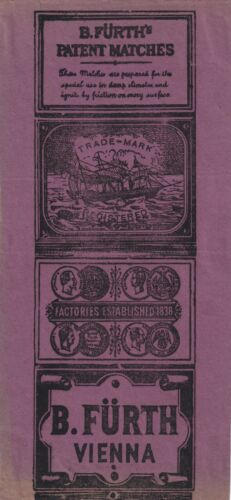 B. FÜRTH's
PATENT MATCHES
These Matches are prepared for the
special use in damp climates and
ignit by friction on every surface.
TRADE-MARK
REGISTERED
FACTORIES ESTABLISHED 1838
B. FÜRTH
VIENNA